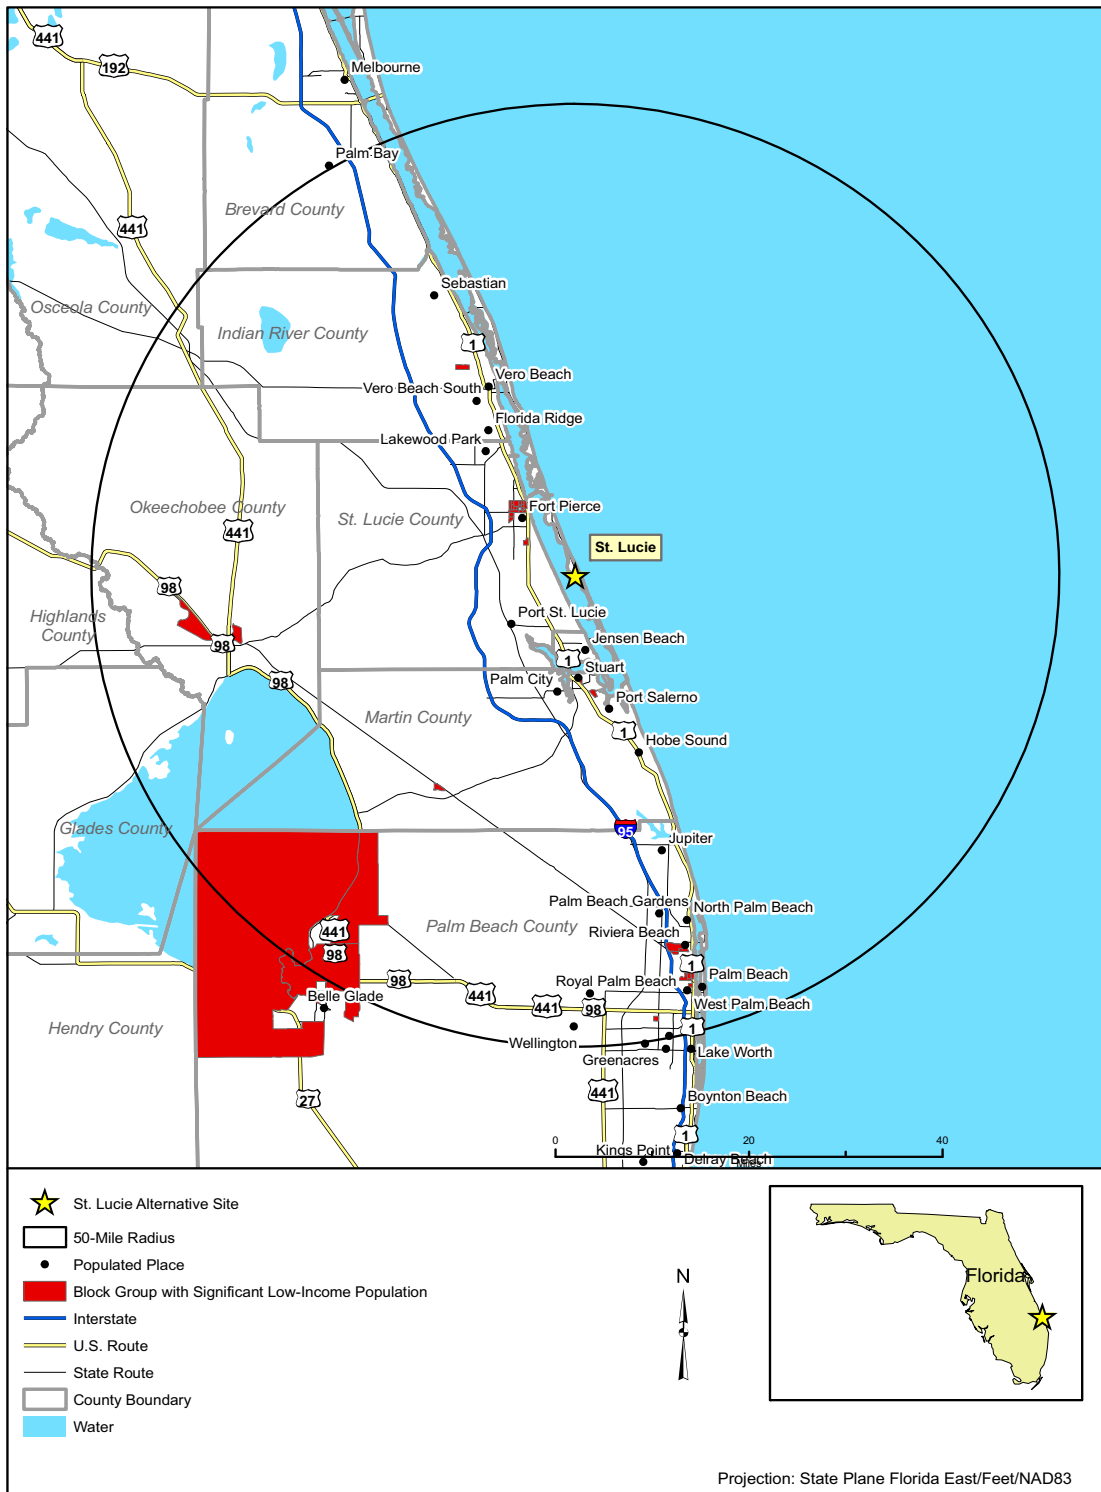 441
192
Melbourne
Palm Bay
Brevard County
441
Sebastian
Osceola County
Indian River County
1
Vero Beach
Vero Beach South
Florida Ridge
Lakewood Park
Okeechobee County
St. Lucie County
Fort Pierce
441
St. Lucie
98
Highlands
County
Port St. Lucie
98
Jensen Beach
1
Stuart
98
Palm City
Port Salerno
Martin County
1
Hobe Sound
Glades County
95
Jupiter
Palm Beach Gardens
North Palm Beach
Palm Beach County
441
Riviera Beach
98
1
98
Royal Palm Beach
Palm Beach
Belle Glade
441
441
98
West Palm Beach
Hendry County
1
Wellington
Lake Worth
Greenacres
441
27
Boynton Beach
1
Kings Point
Delray Beach
0
20
40
Miles
St. Lucie Alternative Site
50-Mile Radius
Populated Place
Block Group with Significant Low-Income Population
Interstate
U.S. Route
State Route
County Boundary
Water
N
Florida
Projection: State Plane Florida East/Feet/NAD83